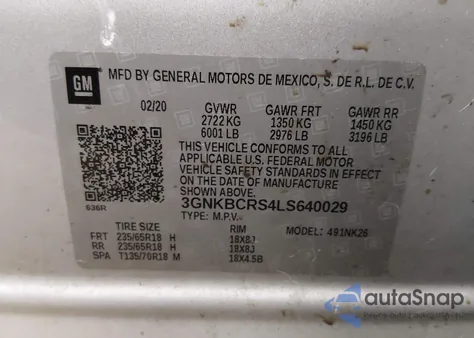 GM
MFD BY GENERAL MOTORS DE MEXICO, S. DE R.L. DE C.V.
02/20 GVWR GAWR FRT GAWR RR
2722 KG 1350 KG 1450 KG
6001 LB 2976 LB 3196 LB
THIS VEHICLE CONFORMS TO ALL
APPLICABLE U.S. FEDERAL MOTOR
VEHICLE SAFETY STANDARDS
IN EFFECT ON THE DATE OF MANUFACTURE
SHOWN ABOVE.
636R 3GNKBCRS4LS640029
TYPE: M.P.V. MODEL: 491NK26
TIRE SIZE RIM
FRT 235/65R18 H 18X8J
RR 235/65R18 H 18X8J
SPA T135/70R18 M 18X4.5B
autoSnap
powered by